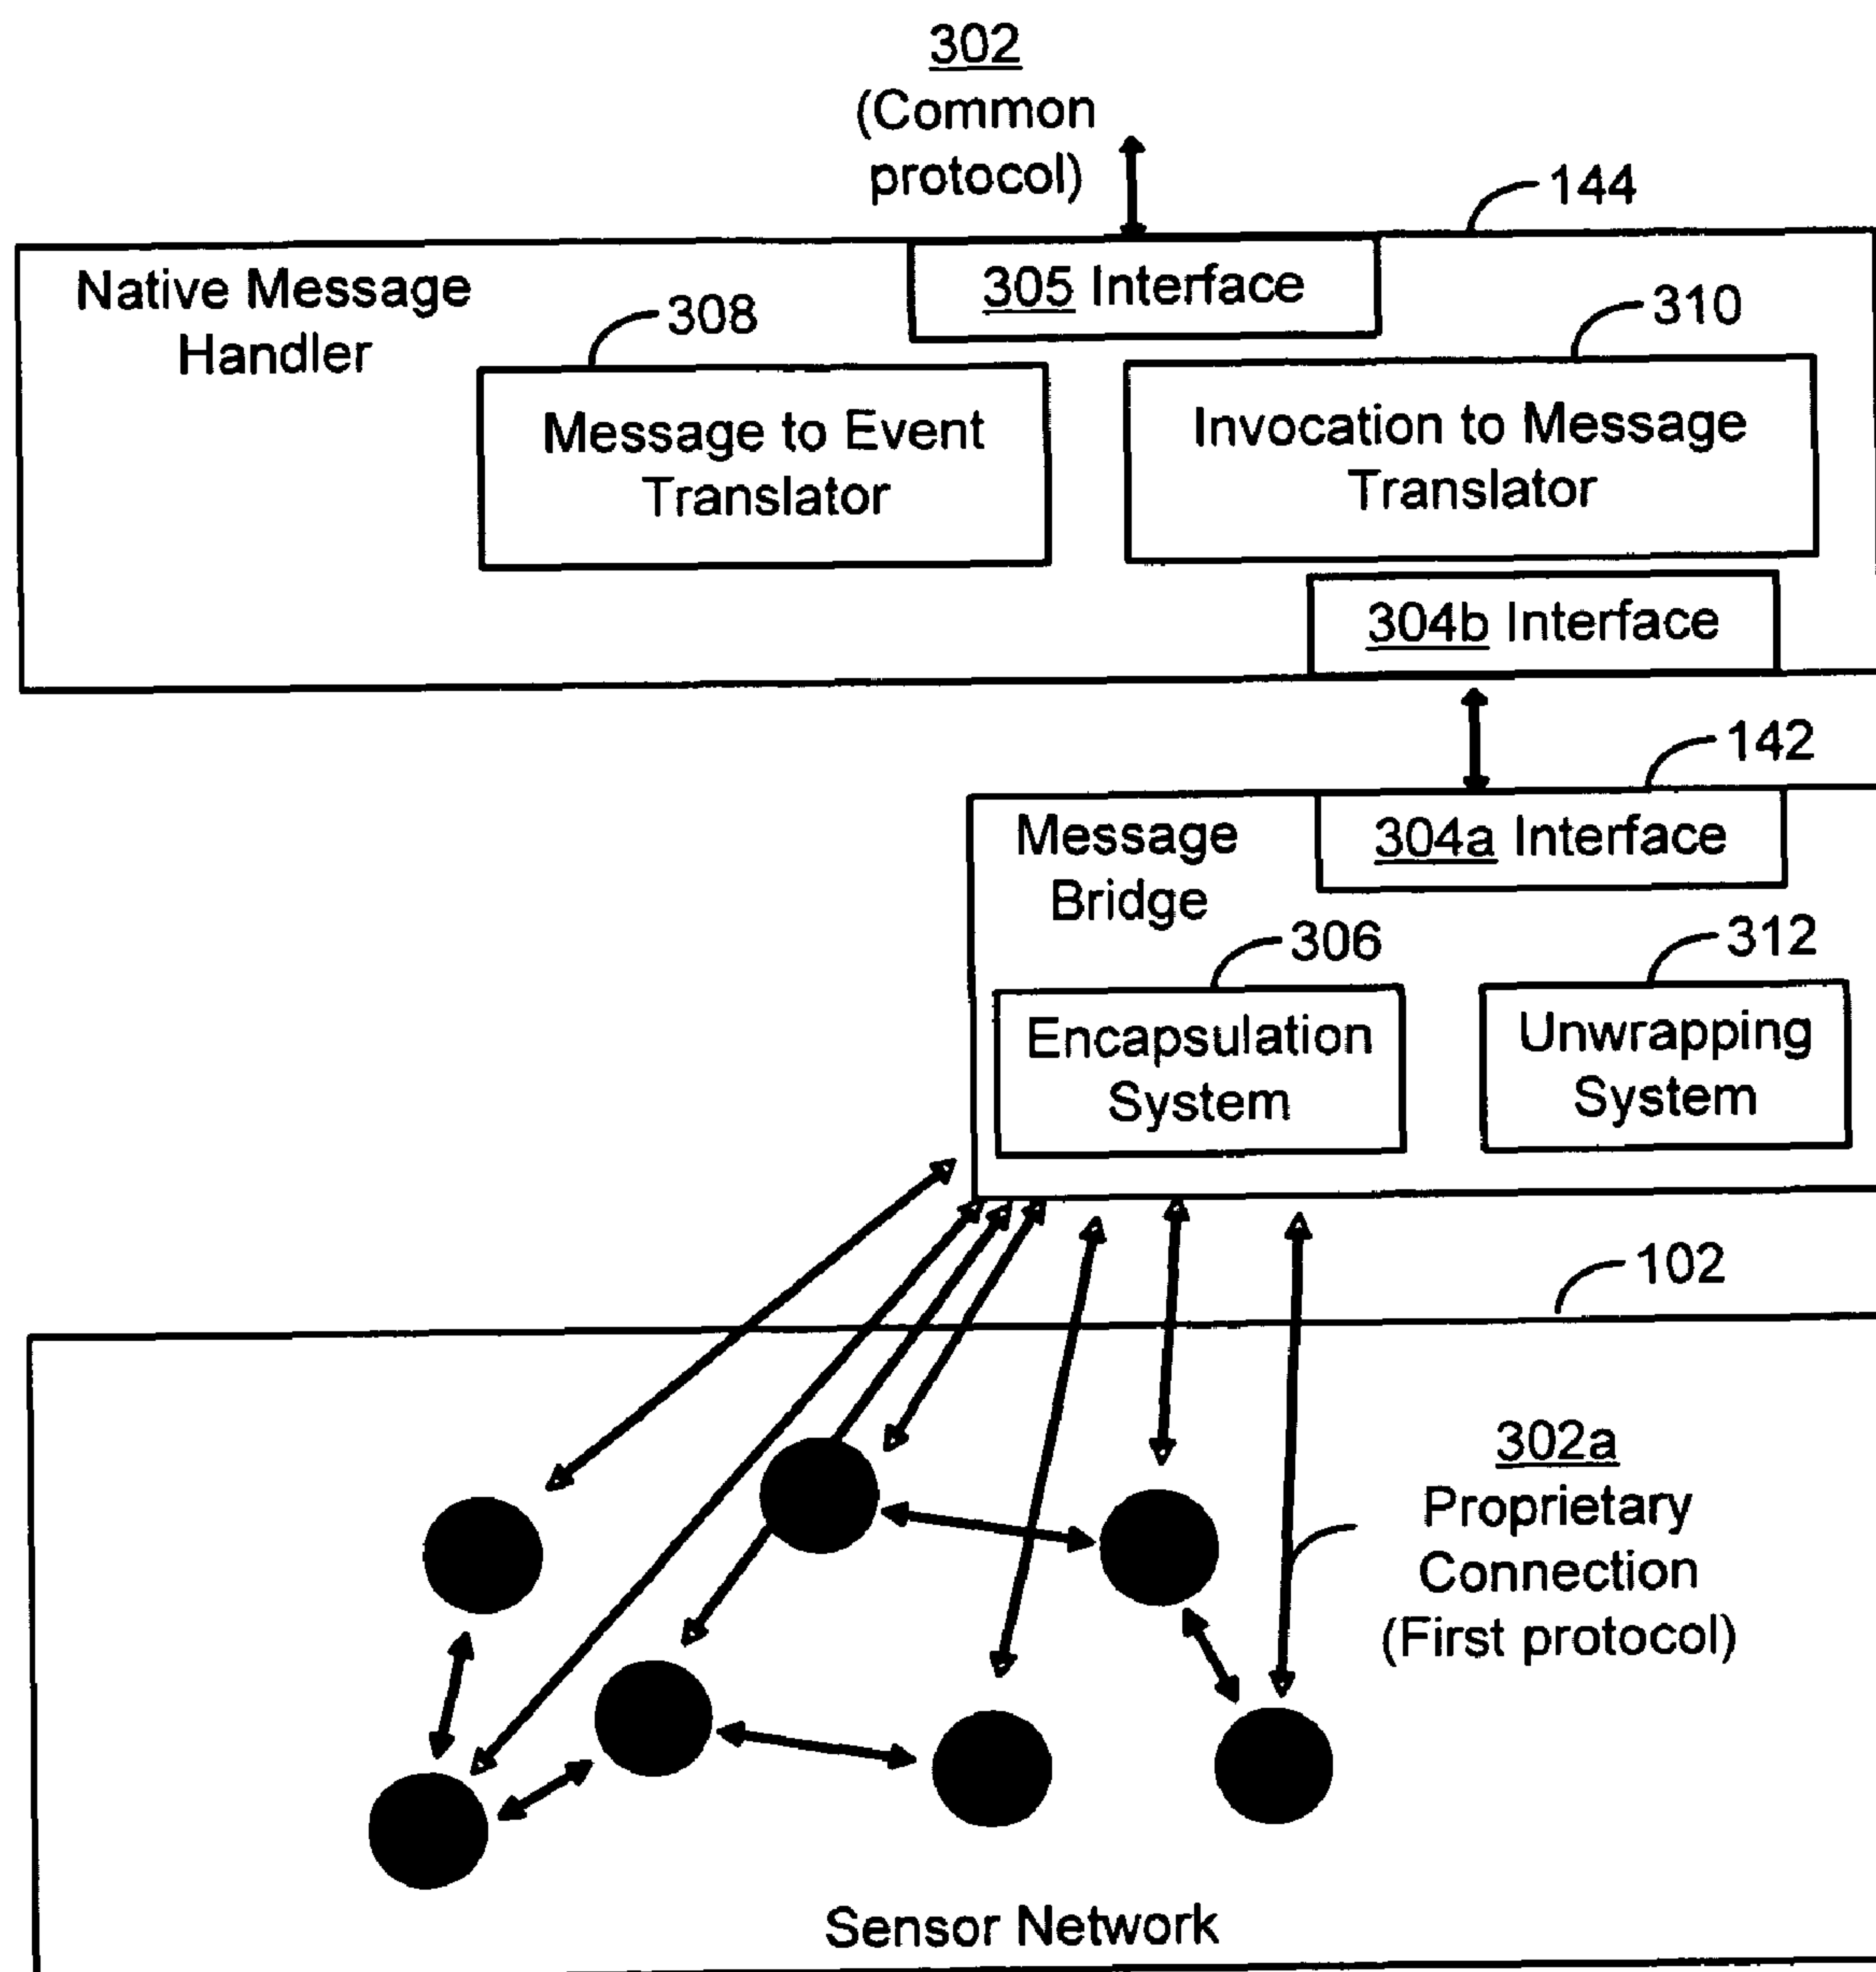 302
(Common
protocol)
144
Native Message
Handler
305 Interface
308
310
Message to Event
Translator
Invocation to Message
Translator
304b Interface
142
Message
Bridge
304a Interface
306
312
Encapsulation
System
Unwrapping
System
102
302a
Proprietary
Connection
(First protocol)
Sensor Network